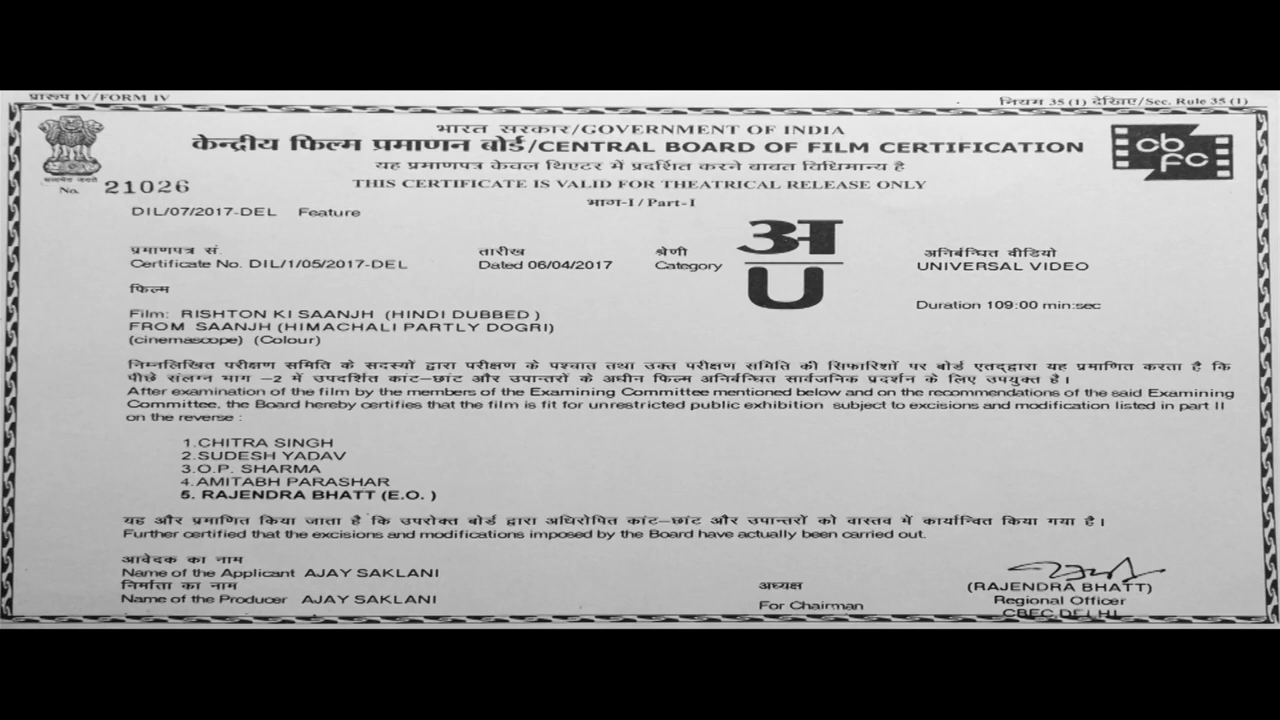 प्रारूप IV/FORM IV
नियम 35 (1) देखिए/Sec. Rule 35 (1)
भारत सरकार/GOVERNMENT OF INDIA
केन्द्रीय फिल्म प्रमाणन बोर्ड/CENTRAL BOARD OF FILM CERTIFICATION
cb
fc
यह प्रमाणपत्र केवल थिएटर में प्रदर्शित करने बाबत विधिमान्य है
सत्यमेव जयते
No. 21026
THIS CERTIFICATE IS VALID FOR THEATRICAL RELEASE ONLY
भाग-I/Part-I
DIL/07/2017-DEL Feature
अ
U
प्रमाणपत्र सं. तारीख श्रेणी अनिर्बन्धित वीडियो
Certificate No. DIL/1/05/2017-DEL Dated 06/04/2017 Category UNIVERSAL VIDEO
फिल्म
Duration 109:00 min:sec
Film: RISHTON KI SAANJH (HINDI DUBBED )
FROM SAANJH (HIMACHALI PARTLY DOGRI)
(cinemascope) (Colour)
निम्नलिखित परीक्षण समिति के सदस्यों द्वारा परीक्षण के पश्चात तथा उक्त परीक्षण समिति की सिफारिशों पर बोर्ड एतद्द्वारा यह प्रमाणित करता है कि
पीछे संलग्न भाग -2 में उपदर्शित कांट-छांट और उपान्तरों के अधीन फिल्म अनिर्बन्धित सार्वजनिक प्रदर्शन के लिए उपयुक्त है।
After examination of the film by the members of the Examining Committee mentioned below and on the recommendations of the said Examining
Committee, the Board hereby certifies that the film is fit for unrestricted public exhibition subject to excisions and modification listed in part II
on the reverse :
1.CHITRA SINGH
2.SUDESH YADAV
3.O.P. SHARMA
4.AMITABH PARASHAR
5. RAJENDRA BHATT (E.O. )
यह और प्रमाणित किया जाता है कि उपरोक्त बोर्ड द्वारा अधिरोपित कांट-छांट और उपान्तरों को वास्तव में कार्यान्वित किया गया है।
Further certified that the excisions and modifications imposed by the Board have actually been carried out.
आवेदक का नाम
Name of the Applicant AJAY SAKLANI
निर्माता का नाम
Name of the Producer AJAY SAKLANI
अध्यक्ष
For Chairman
(RAJENDRA BHATT)
Regional Officer
CBFC,DELHI